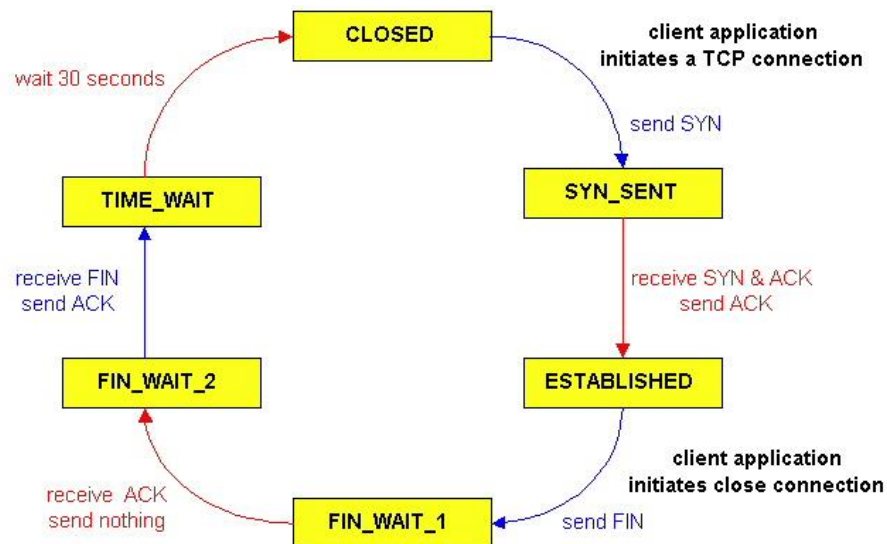 CLOSED
client application
initiates a TCP connection
wait 30 seconds
send SYN
TIME_WAIT
SYN_SENT
receive FIN
send ACK
receive SYN & ACK
send ACK
FIN_WAIT_2
ESTABLISHED
client application
initiates close connection
receive ACK
send nothing
FIN_WAIT_1
send FIN